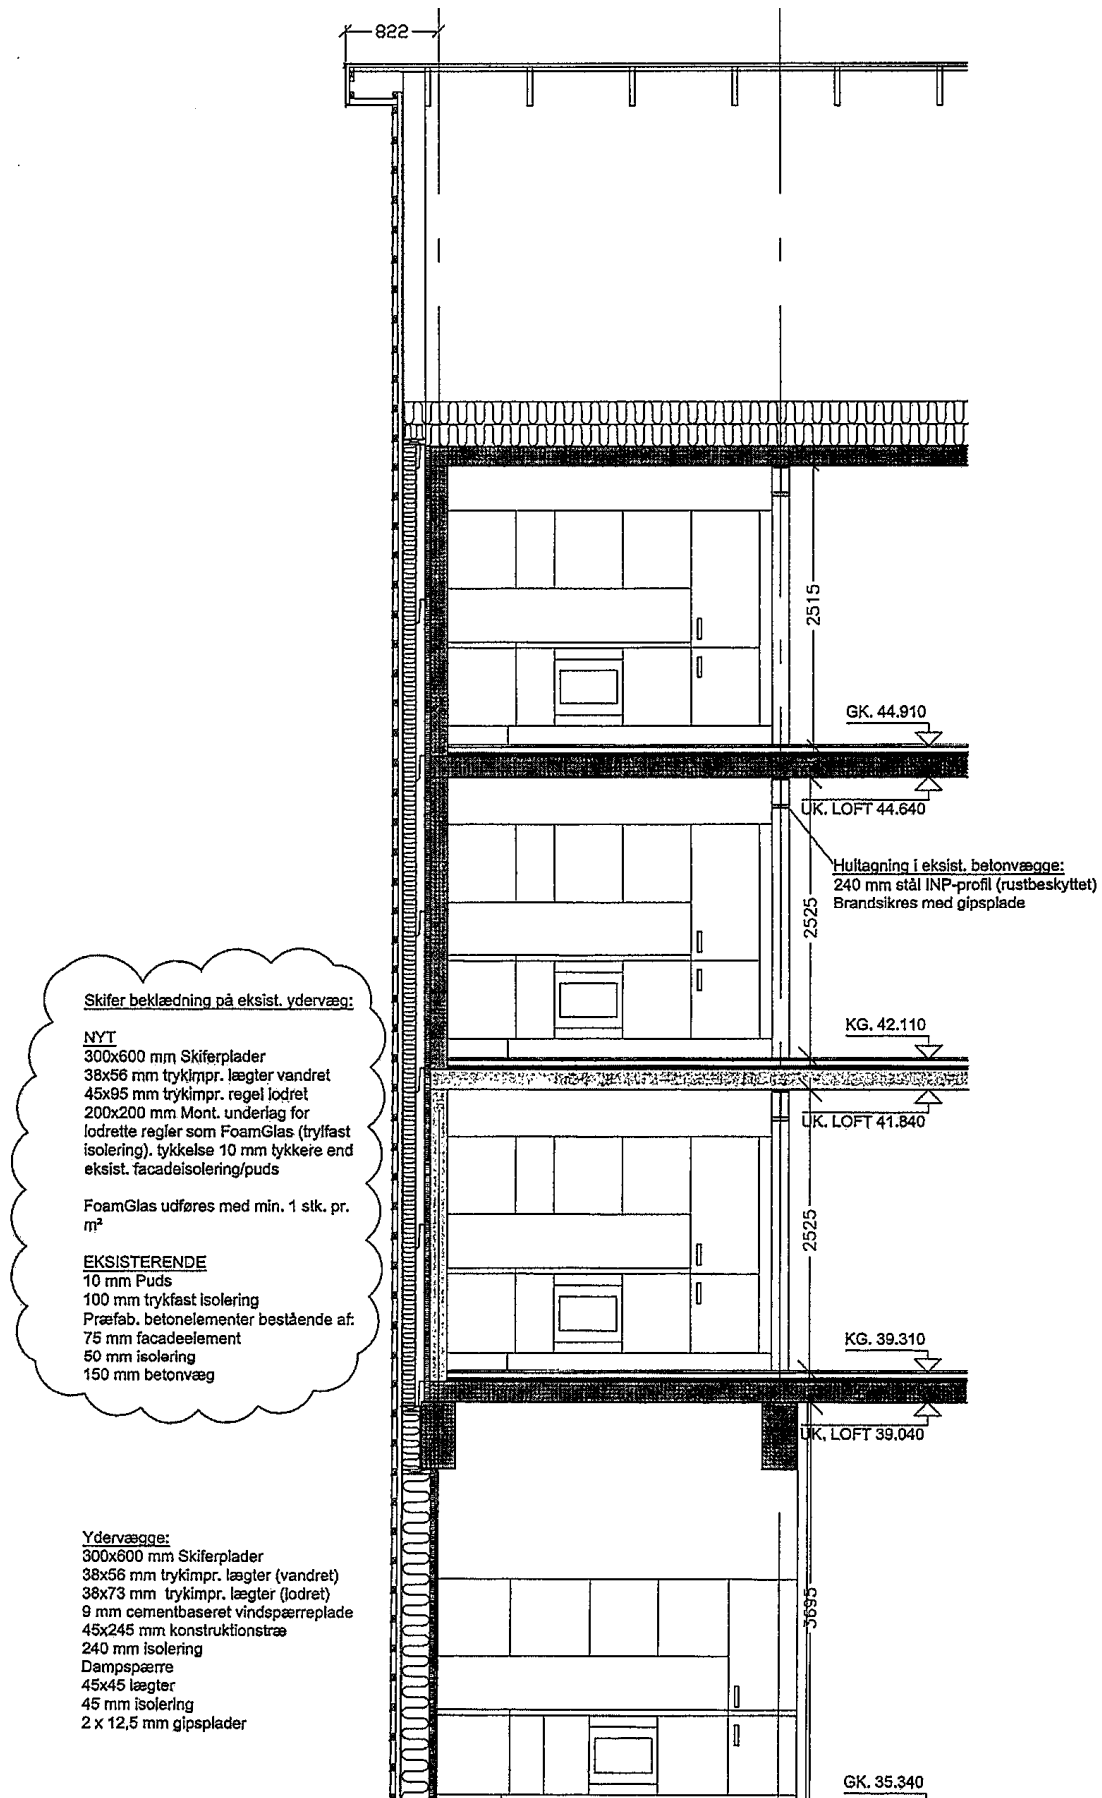 822
2515
GK. 44.910
UK. LOFT 44.640
Hultagning i eksist. betonvægge:
240 mm stål INP-profil (rustbeskyttet)
Brandsikres med gipsplade
2525
KG. 42.110
UK. LOFT 41.840
2525
KG. 39.310
UK. LOFT 39.040
3695
GK. 35.340
Skifer beklædning på eksist. ydervæg:
NYT
300x600 mm Skiferplader
38x56 mm trykimpr. lægter vandret
45x95 mm trykimpr. regel lodret
200x200 mm Mont. underlag for
lodrette regler som FoamGlas (trylfast
isolering). tykkelse 10 mm tykkere end
eksist. facadeisolering/puds
FoamGlas udføres med min. 1 stk. pr.
m²
EKSISTERENDE
10 mm Puds
100 mm trykfast isolering
Præfab. betonelementer bestående af:
75 mm facadeelement
50 mm isolering
150 mm betonvæg
Ydervægge:
300x600 mm Skiferplader
38x56 mm trykimpr. lægter (vandret)
38x73 mm trykimpr. lægter (lodret)
9 mm cementbaseret vindspærreplade
45x245 mm konstruktionstræ
240 mm isolering
Dampspærre
45x45 lægter
45 mm isolering
2 x 12,5 mm gipsplader